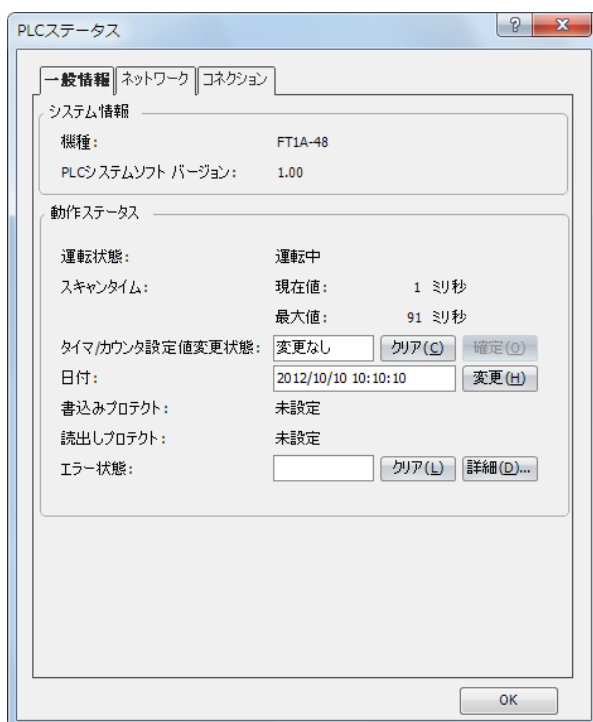 PLCステータス
一般情報 ネットワーク コネクション
システム情報
機種: FT1A-48
PLCシステムソフト バージョン: 1.00
動作ステータス
運転状態: 運転中
スキャンタイム: 現在値: 1 ミリ秒
最大値: 91 ミリ秒
タイマ/カウンタ設定値変更状態: 変更なし クリア(C) 確定(O)
日付: 2012/10/10 10:10:10 変更(H)
書込みプロテクト: 未設定
読出しプロテクト: 未設定
エラー状態: クリア(L) 詳細(D)...
OK